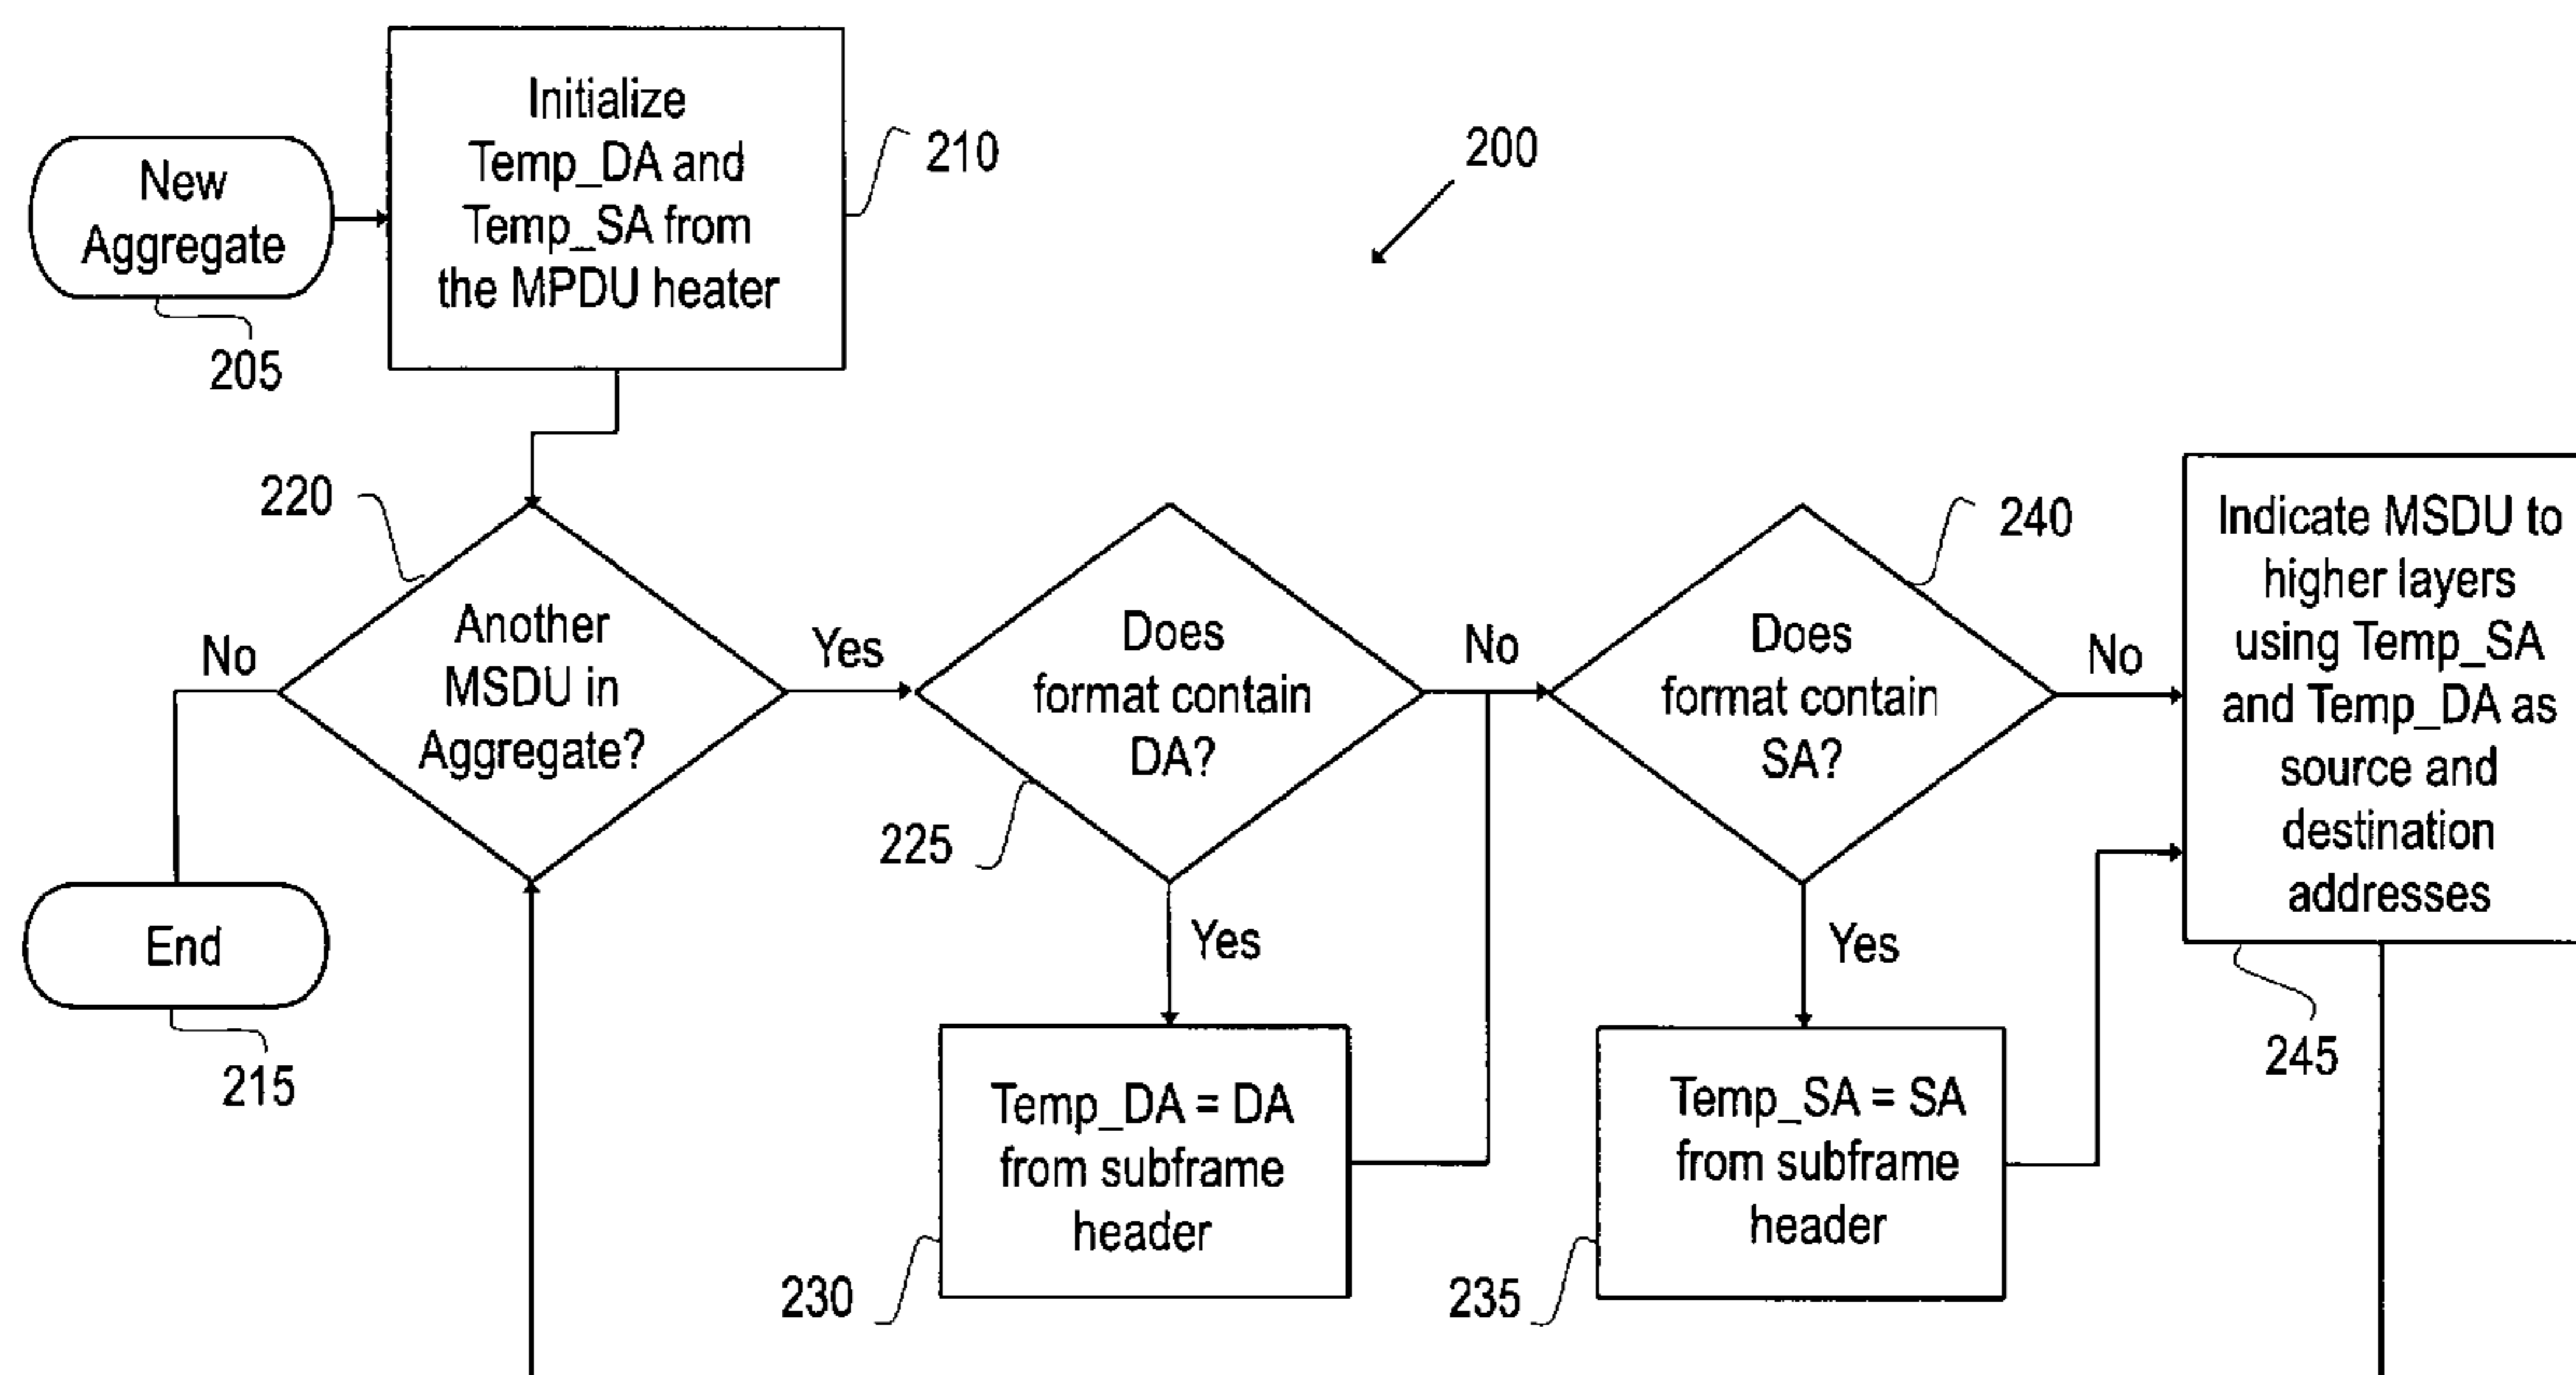 New
Aggregate
205
Initialize
Temp_DA and
Temp_SA from
the MPDU heater
210
200
220
Another
MSDU in
Aggregate?
No
Yes
End
215
Does
format contain
DA?
225
No
Yes
Temp_DA = DA
from subframe
header
230
Does
format contain
SA?
240
No
Yes
Temp_SA = SA
from subframe
header
235
Indicate MSDU to
higher layers
using Temp_SA
and Temp_DA as
source and
destination
addresses
245